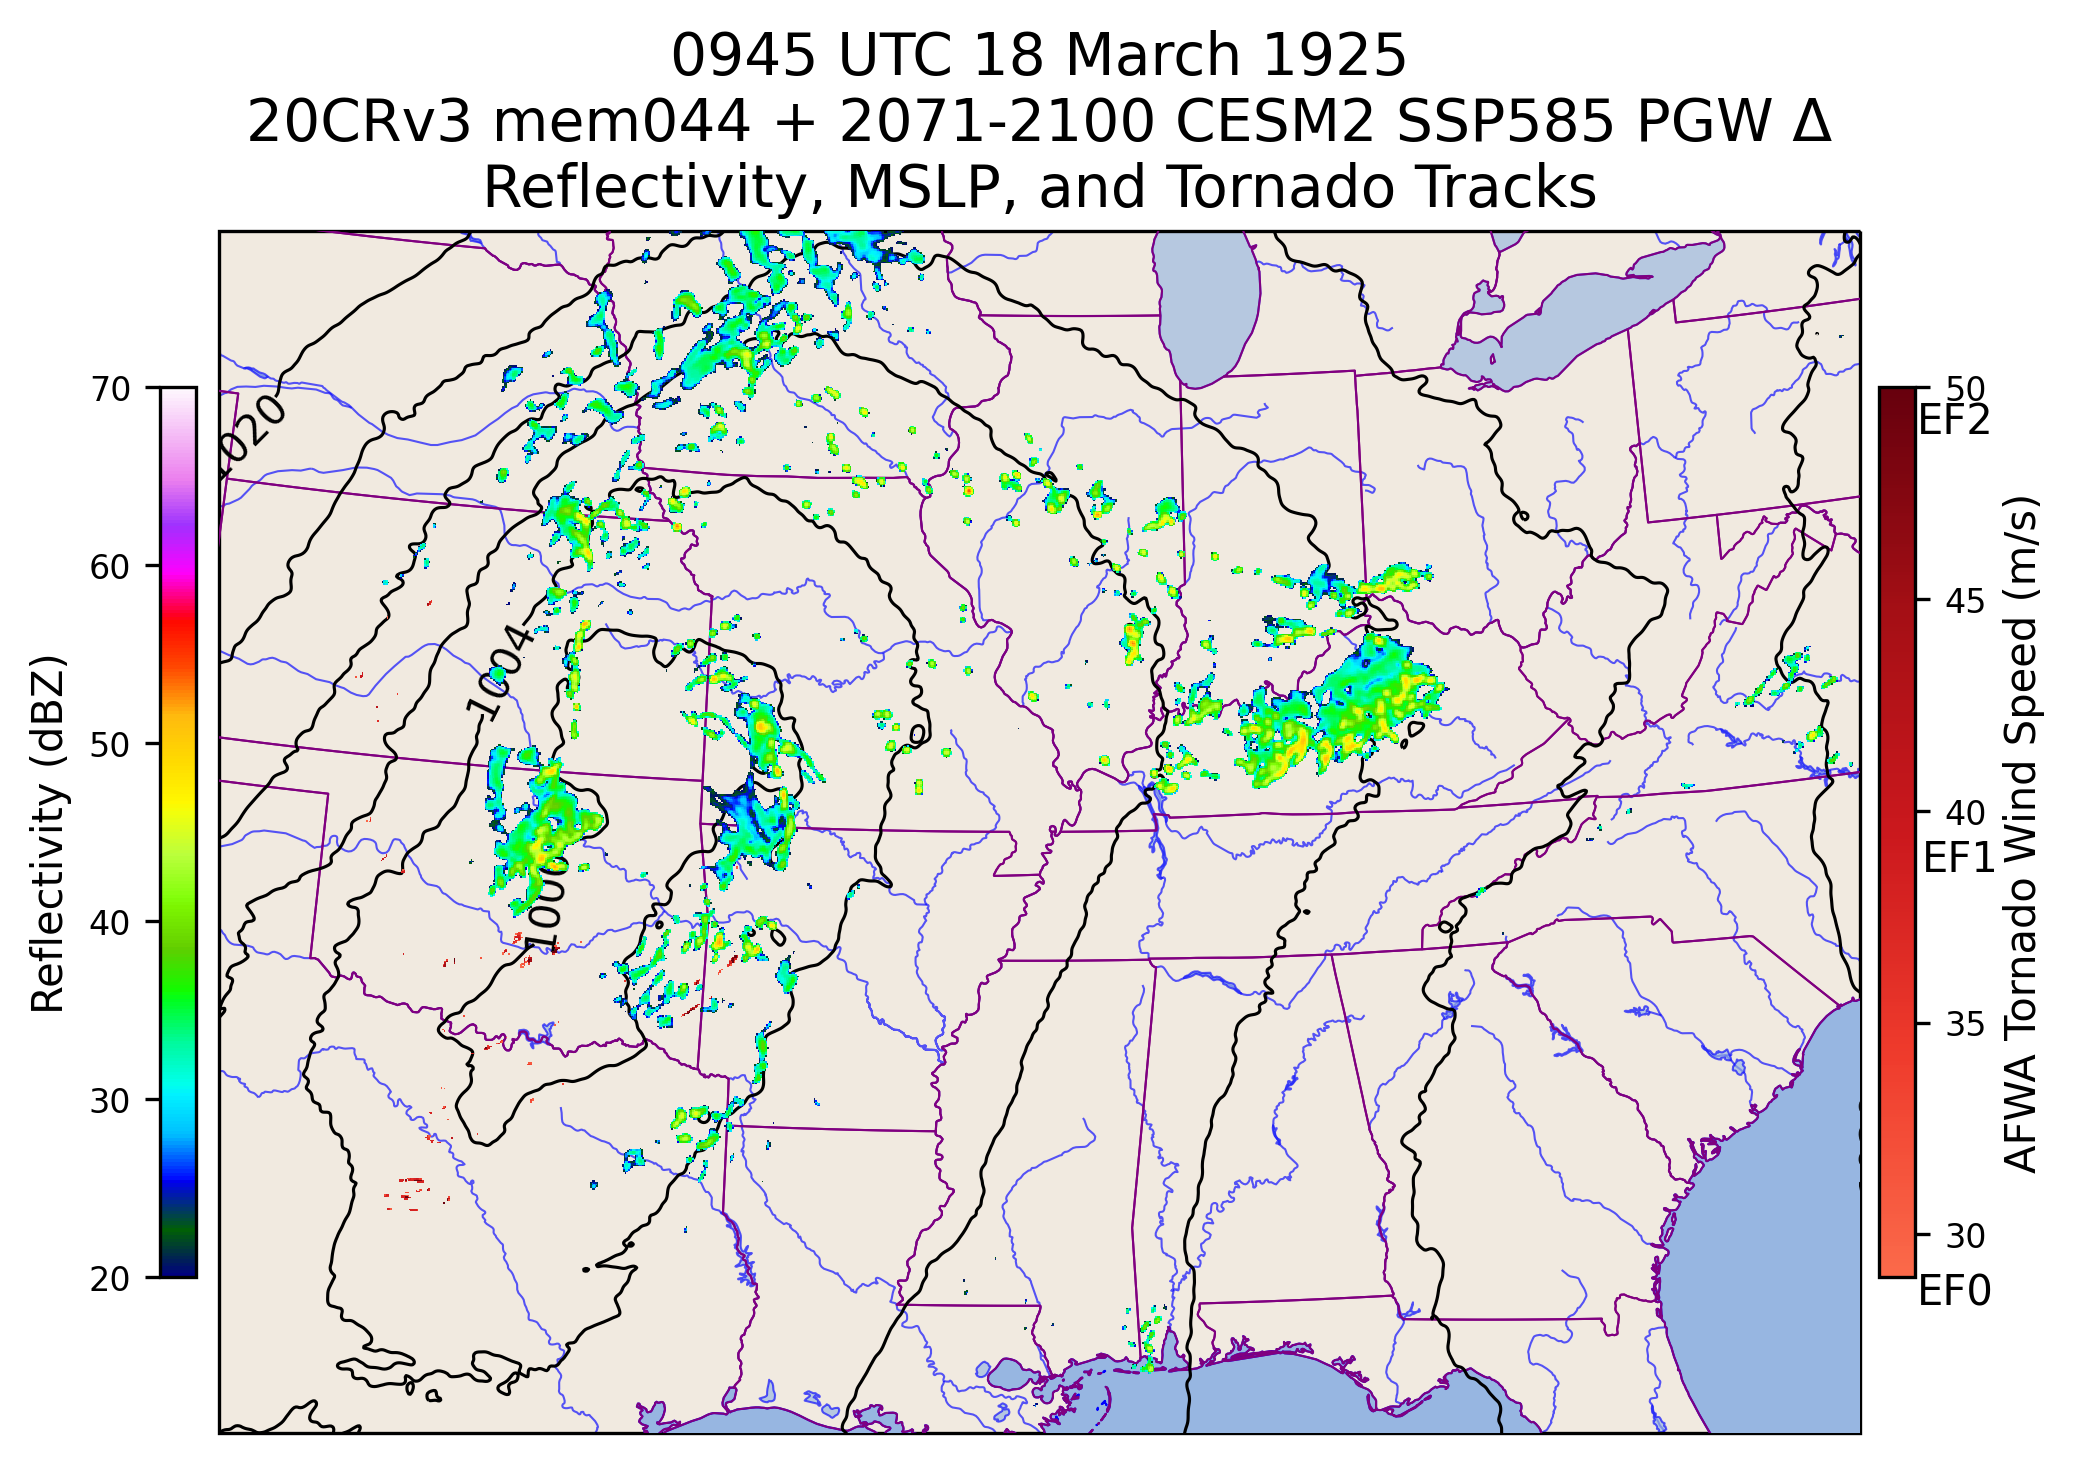 0945 UTC 18 March 1925
20CRv3 mem044 + 2071-2100 CESM2 SSP585 PGW Δ
Reflectivity, MSLP, and Tornado Tracks
70
60
50
40
30
20
Reflectivity (dBZ)
1020
1004
1000
50
EF2
45
40
EF1
35
30
EF0
AFWA Tornado Wind Speed (m/s)